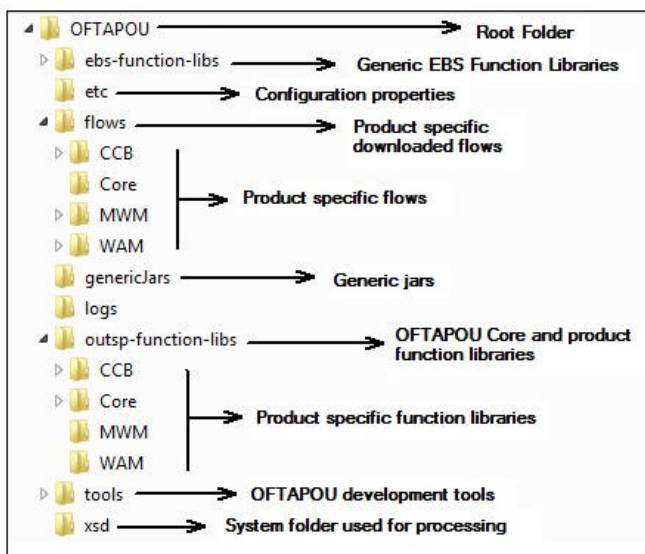 OFTAPOU Root Folder
ebs-function-libs Generic EBS Function Libraries
etc Configuration properties
flows Product specific
downloaded flows
CCB
Core
Product specific flows
MWM
WAM
genericJars Generic jars
logs
outsp-function-libs OFTAPOU Core and product
function libraries
CCB
Core
Product specific function libraries
MWM
WAM
tools OFTAPOU development tools
xsd System folder used for processing